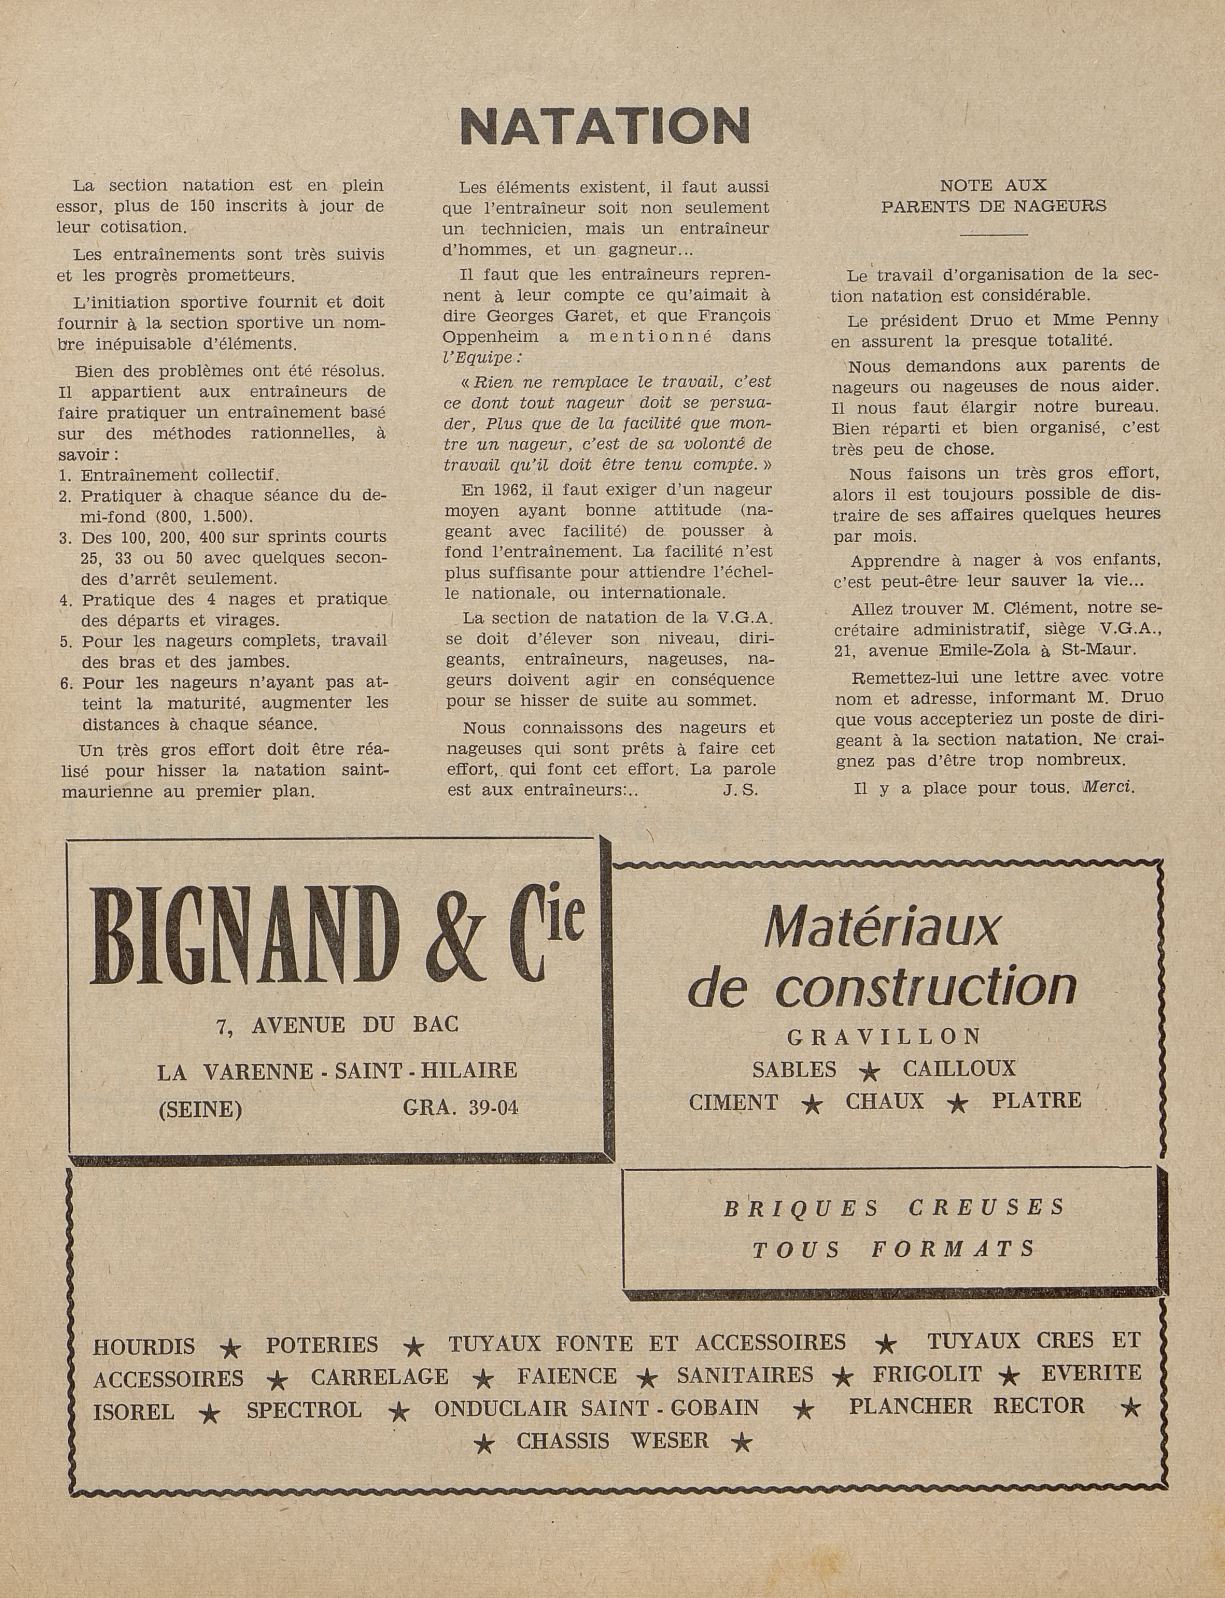 NATATION
La section natation est en plein
essor, plus de 150 inscrits à jour de
leur cotisation.
Les entraînements sont très suivis
et les progrès prometteurs.
L'initiation sportive fournit et doit
fournir à la section sportive un nom-
bre inépuisable d'éléments.
Bien des problèmes ont été résolus.
Il appartient aux entraîneurs de
faire pratiquer un entraînement basé
sur des méthodes rationnelles, à
savoir :
1. Entraînement collectif.
2. Pratiquer à chaque séance du de-
mi-fond (800, 1.500).
3. Des 100, 200, 400 sur sprints courts
25, 33 ou 50 avec quelques secon-
des d'arrêt seulement.
4. Pratique des 4 nages et pratique
des départs et virages.
5. Pour les nageurs complets, travail
des bras et des jambes.
6. Pour les nageurs n'ayant pas at-
teint la maturité, augmenter les
distances à chaque séance.
Un très gros effort doit être réa-
lisé pour hisser la natation saint-
maurienne au premier plan.
Les éléments existent, il faut aussi
que l'entraîneur soit non seulement
un technicien, mais un entraîneur
d'hommes, et un gagneur...
Il faut que les entraîneurs repren-
nent à leur compte ce qu'aimait à
dire Georges Garet, et que François
Oppenheim a mentionné dans
l'Equipe :
« Rien ne remplace le travail, c'est
ce dont tout nageur doit se persua-
der, Plus que de la facilité que mon-
tre un nageur, c'est de sa volonté de
travail qu'il doit être tenu compte. »
En 1962, il faut exiger d'un nageur
moyen ayant bonne attitude (na-
geant avec facilité) de pousser à
fond l'entraînement. La facilité n'est
plus suffisante pour attiendre l'échel-
le nationale, ou internationale.
La section de natation de la V.G.A.
se doit d'élever son niveau, diri-
geants, entraîneurs, nageuses, na-
geurs doivent agir en conséquence
pour se hisser de suite au sommet.
Nous connaissons des nageurs et
nageuses qui sont prêts à faire cet
effort, qui font cet effort. La parole
est aux entraîneurs:.. J. S.
NOTE AUX
PARENTS DE NAGEURS
Le travail d'organisation de la sec-
tion natation est considérable.
Le président Druo et Mme Penny
en assurent la presque totalité.
Nous demandons aux parents de
nageurs ou nageuses de nous aider.
Il nous faut élargir notre bureau.
Bien réparti et bien organisé, c'est
très peu de chose.
Nous faisons un très gros effort,
alors il est toujours possible de dis-
traire de ses affaires quelques heures
par mois.
Apprendre à nager à vos enfants,
c'est peut-être leur sauver la vie...
Allez trouver M. Clément, notre se-
crétaire administratif, siège V.G.A.,
21, avenue Emile-Zola à St-Maur.
Remettez-lui une lettre avec votre
nom et adresse, informant M. Druo
que vous accepteriez un poste de diri-
geant à la section natation. Ne crai-
gnez pas d'être trop nombreux.
Il y a place pour tous. Merci.
BIGNAND & Cie
7, AVENUE DU BAC
LA VARENNE - SAINT - HILAIRE
(SEINE) GRA. 39-04
Matériaux
de construction
GRAVILLON
SABLES ★ CAILLOUX
CIMENT ★ CHAUX ★ PLATRE
BRIQUES CREUSES
TOUS FORMATS
HOURDIS ★ POTERIES ★ TUYAUX FONTE ET ACCESSOIRES ★ TUYAUX CRES ET
ACCESSOIRES ★ CARRELAGE ★ FAIENCE ★ SANITAIRES ★ FRIGOLIT ★ EVERITE
ISOREL ★ SPECTROL ★ ONDUCLAIR SAINT - GOBAIN ★ PLANCHER RECTOR ★
★ CHASSIS WESER ★